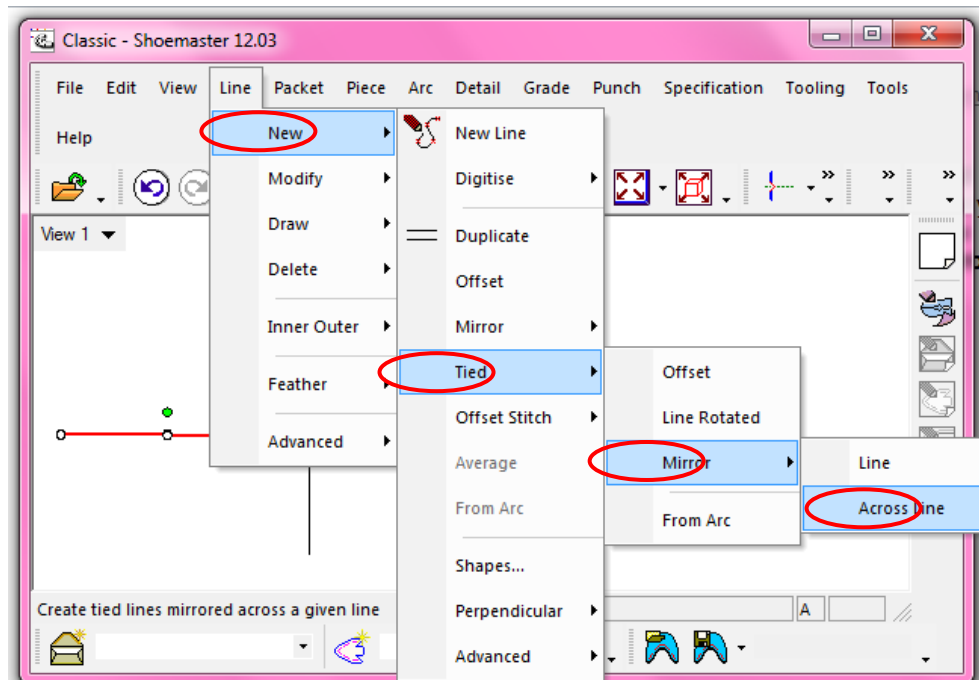 Classic - Shoemaster 12.03
File Edit View Line Packet Piece Arc Detail Grade Punch Specification Tooling Tools
Help
View 1
New
Modify
Draw
Delete
Inner Outer
Feather
Advanced
New Line
Digitise
Duplicate
Offset
Mirror
Tied
Offset Stitch
Average
From Arc
Shapes...
Perpendicular
Advanced
Offset
Line Rotated
Mirror
From Arc
Line
Across Line
Create tied lines mirrored across a given line
A